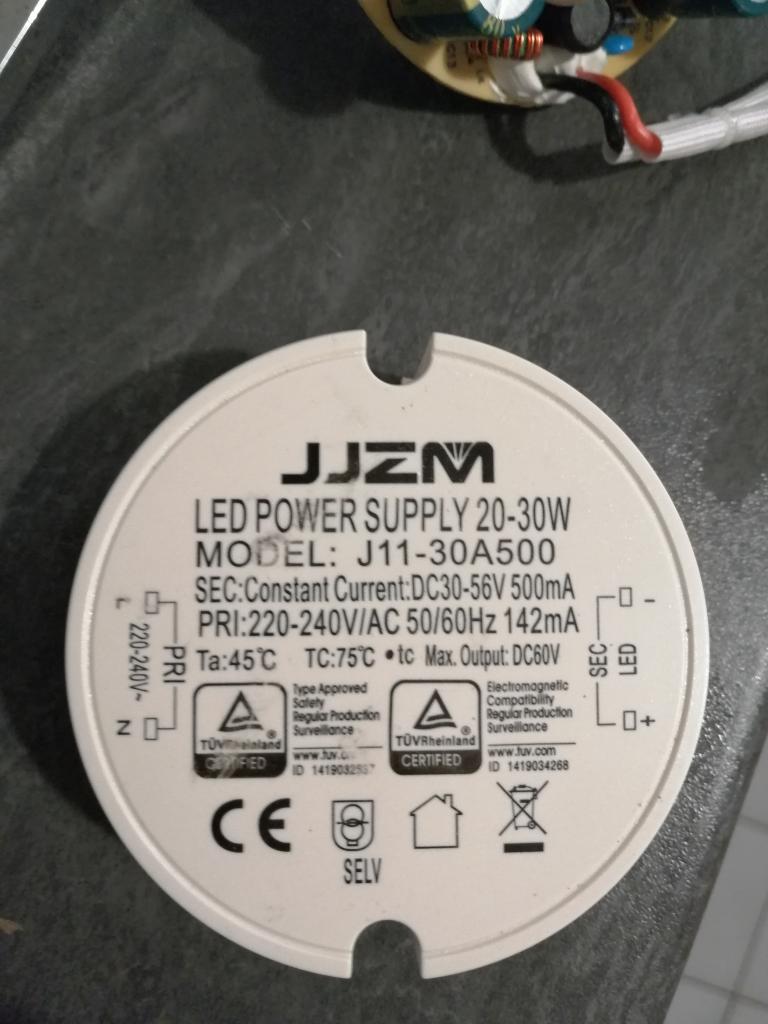 JJZM
LED POWER SUPPLY 20-30W
MODEL: J11-30A500
SEC:Constant Current:DC30-56V 500mA
PRI:220-240V/AC 50/60Hz 142mA
Ta:45℃ TC:75℃ •tc Max. Output: DC60V
L
220-240V~
N
PRI
SEC
LED
-
+
TÜVRheinland
CERTIFIED
Type Approved
Safety
Regular Production
Surveillance
www.tuv.
ID
TÜVRheinland
CERTIFIED
Electromagnetic
Compatibility
Regular Production
Surveillance
www.tuv.com
ID 1419034268
CE
SELV